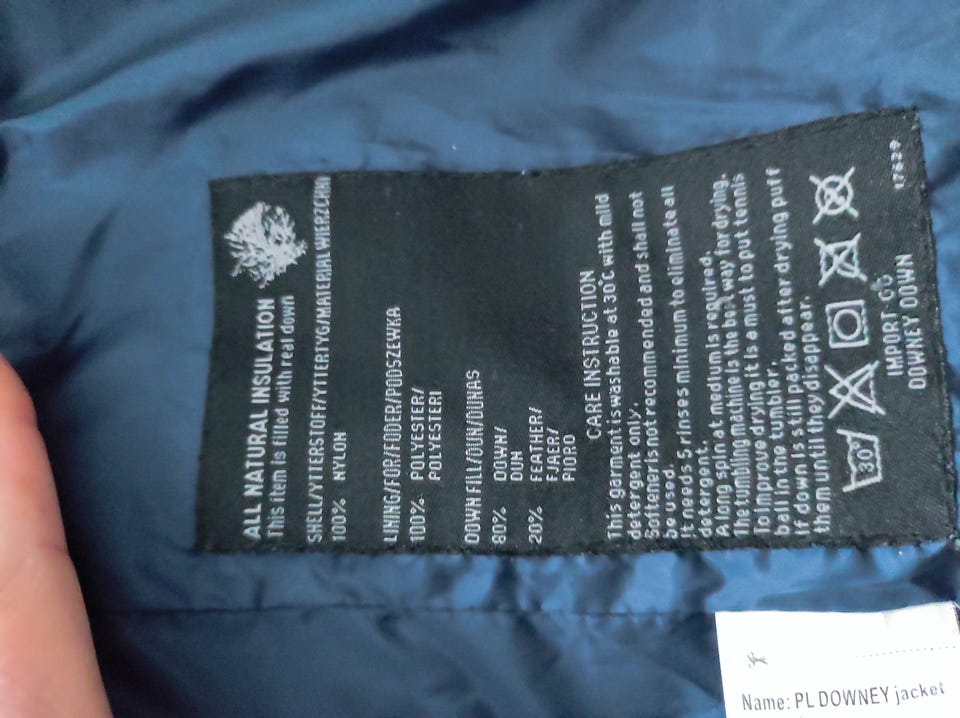 ALL NATURAL INSULATION
This item is filled with real down
SHELL/YTTERSTOFF/YTTERTYG/MATERIAL WIERZCHNI
100% NYLON
LINING/FOR/FODER/PODSZEWKA
100% POLYESTER/
POLYESTERI
DOWN FILL/DUN/DUNAS
80% DOWN/
DUN
20% FEATHER/
FJAER/
PIORO
CARE INSTRUCTION
This garment is washable at 30°C with mild
detergent only.
Softener is not recommended and shall not
be used.
It needs 5 rinses minimum to eliminate all
detergent.
A long spin at medium is required.
The tumbling machine is the best way for drying.
To improve drying it is a must to put tennis
ball in the tumbler.
If down is still packed after drying puff
them until they disappear.
30
IMPORT GG
DOWNEY DOWN
Name: PL DOWNEY jacket